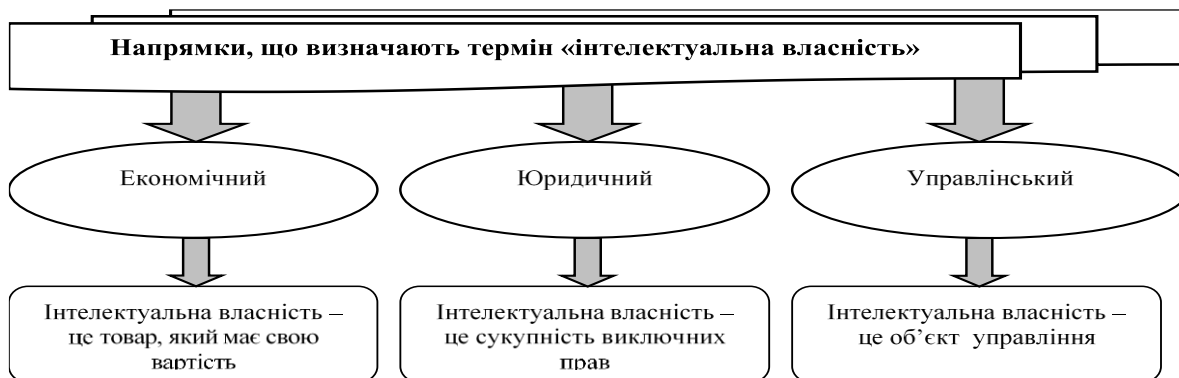 Напрямки, що визначають термін «інтелектуальна власність»
Економічний
Юридичний
Управлінський
Інтелектуальна власність –
це товар, який має свою
вартість
Інтелектуальна власність –
це сукупність виключних
прав
Інтелектуальна власність –
це об’єкт управління